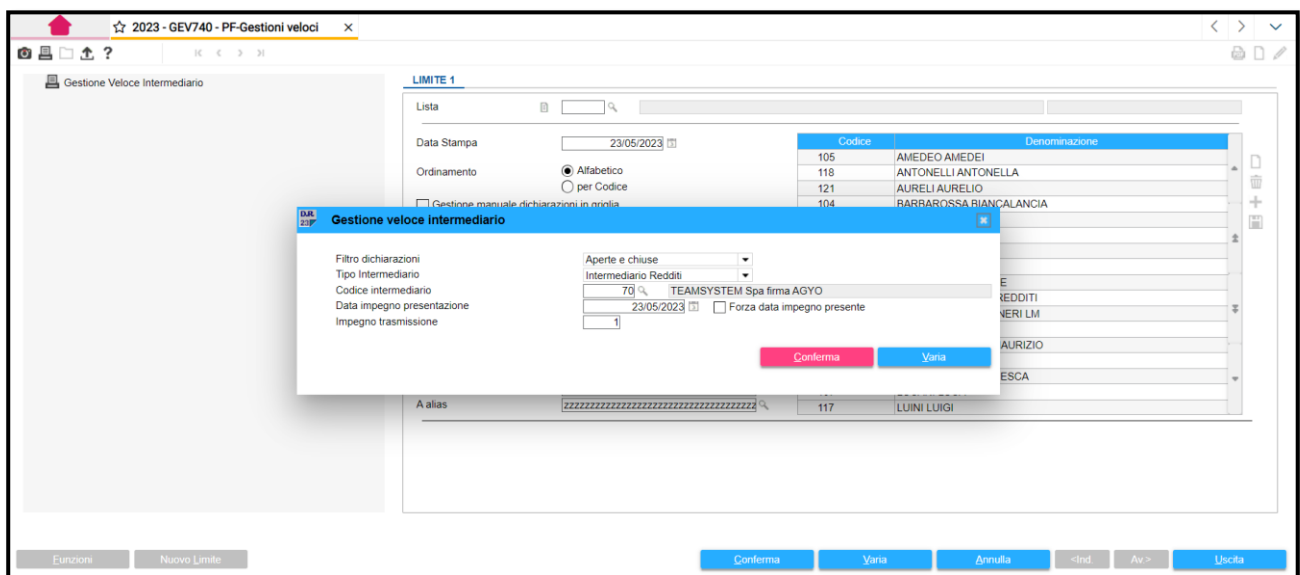 2023 - GEV740 - PF-Gestioni veloci
Gestione Veloce Intermediario
LIMITE 1
Lista
Data Stampa 23/05/2023
Ordinamento Alfabetico
per Codice
Gestione manuale dichiarazioni in griglia
Codice Denominazione
105 AMEDEO AMEDEI
118 ANTONELLI ANTONELLA
121 AURELI AURELIO
104 BARBAROSSA BIANCALANCIA
D.R. 23PF Gestione veloce intermediario
Filtro dichiarazioni Aperte e chiuse
Tipo Intermediario Intermediario Redditi
Codice intermediario 70 TEAMSYSTEM Spa firma AGYO
Data impegno presentazione 23/05/2023 Forza data impegno presente
Impegno trasmissione 1
Conferma Varia
E
REDDITI
NERI LM
AURIZIO
ESCA
A alias zzzzzzzzzzzzzzzzzzzzzzzzzzzzzzzzzzzzzzzz
117 LUINI LUIGI
Funzioni Nuovo Limite Conferma Varia Annulla <Ind. Av > Uscita